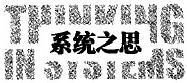 THINKING
系统之思
IN SYSTEMS